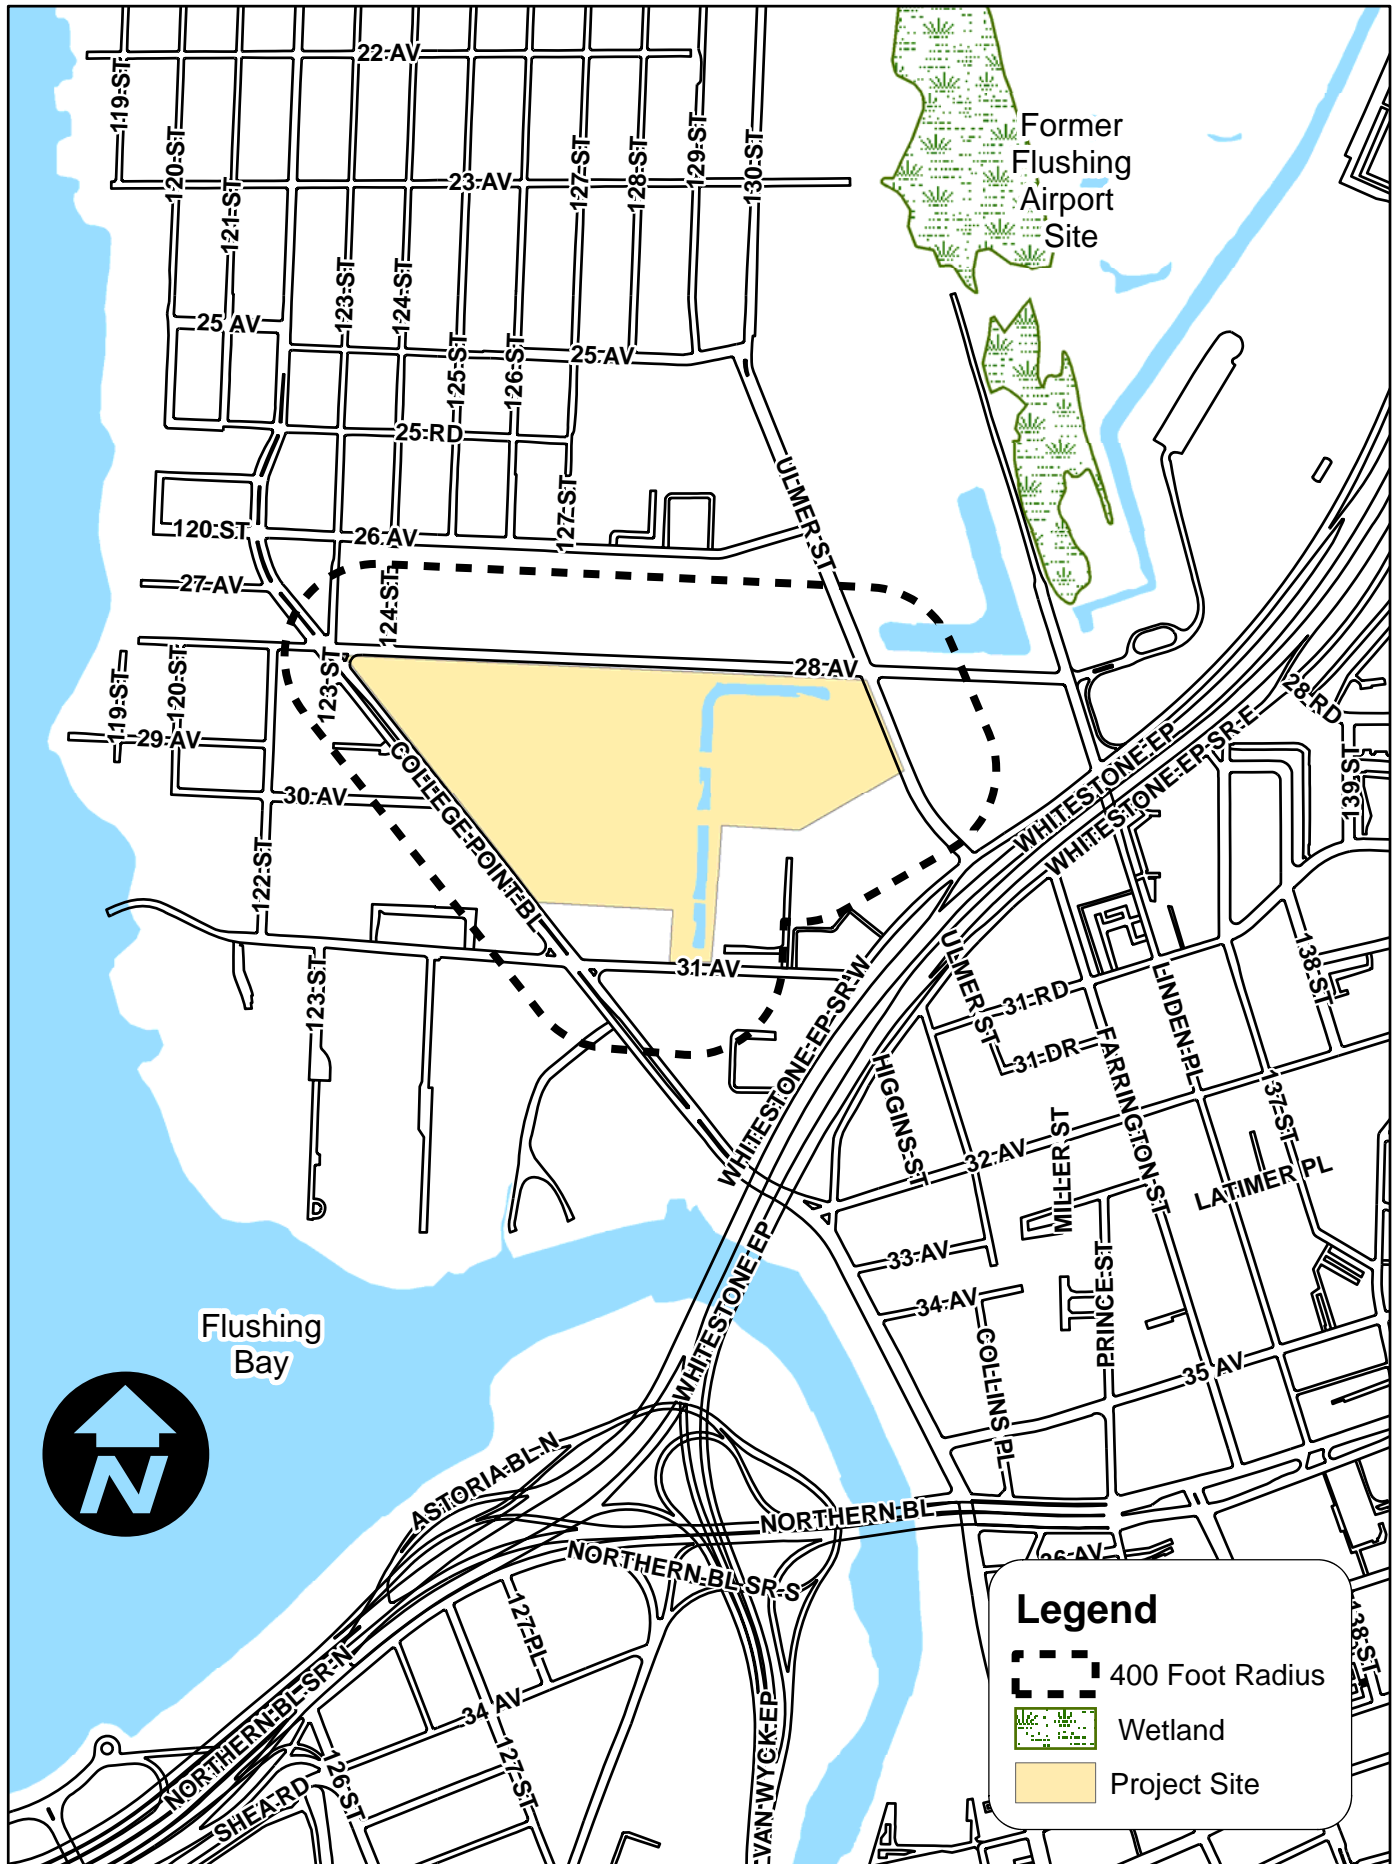 22 AV
119 ST
120 ST
121 ST
23 AV
127 ST
128 ST
129 ST
130 ST
Former
Flushing
Airport
Site
123 ST
124 ST
25 AV
25 AV
125 ST
126 ST
25 RD
ULMER ST
127 ST
120 ST
26 AV
27 AV
124 ST
28 AV
119 ST
120 ST
123 ST
29 AV
28 RD
WHITESTONE EP
WHITESTONE EP SR E
139 ST
30 AV
COLLEGE POINT BL
122 ST
31 AV
123 ST
WHITESTONE EP SR W
ULMER ST
31 RD
LINDEN PL
138 ST
31 DR
FARRINGTON ST
HIGGINS ST
137 ST
32 AV
MILLER ST
LATIMER PL
33 AV
PRINCE ST
34 AV
WHITESTONE EP
COLLINS PL
35 AV
Flushing
Bay
N
ASTORIA BL N
NORTHERN BL
NORTHERN BL SR S
36 AV
127 PL
NORTHERN BL SR N
34 AV
SHEA RD
126 ST
127 ST
VAN WYCK EP
138 ST
Legend
400 Foot Radius
Wetland
Project Site